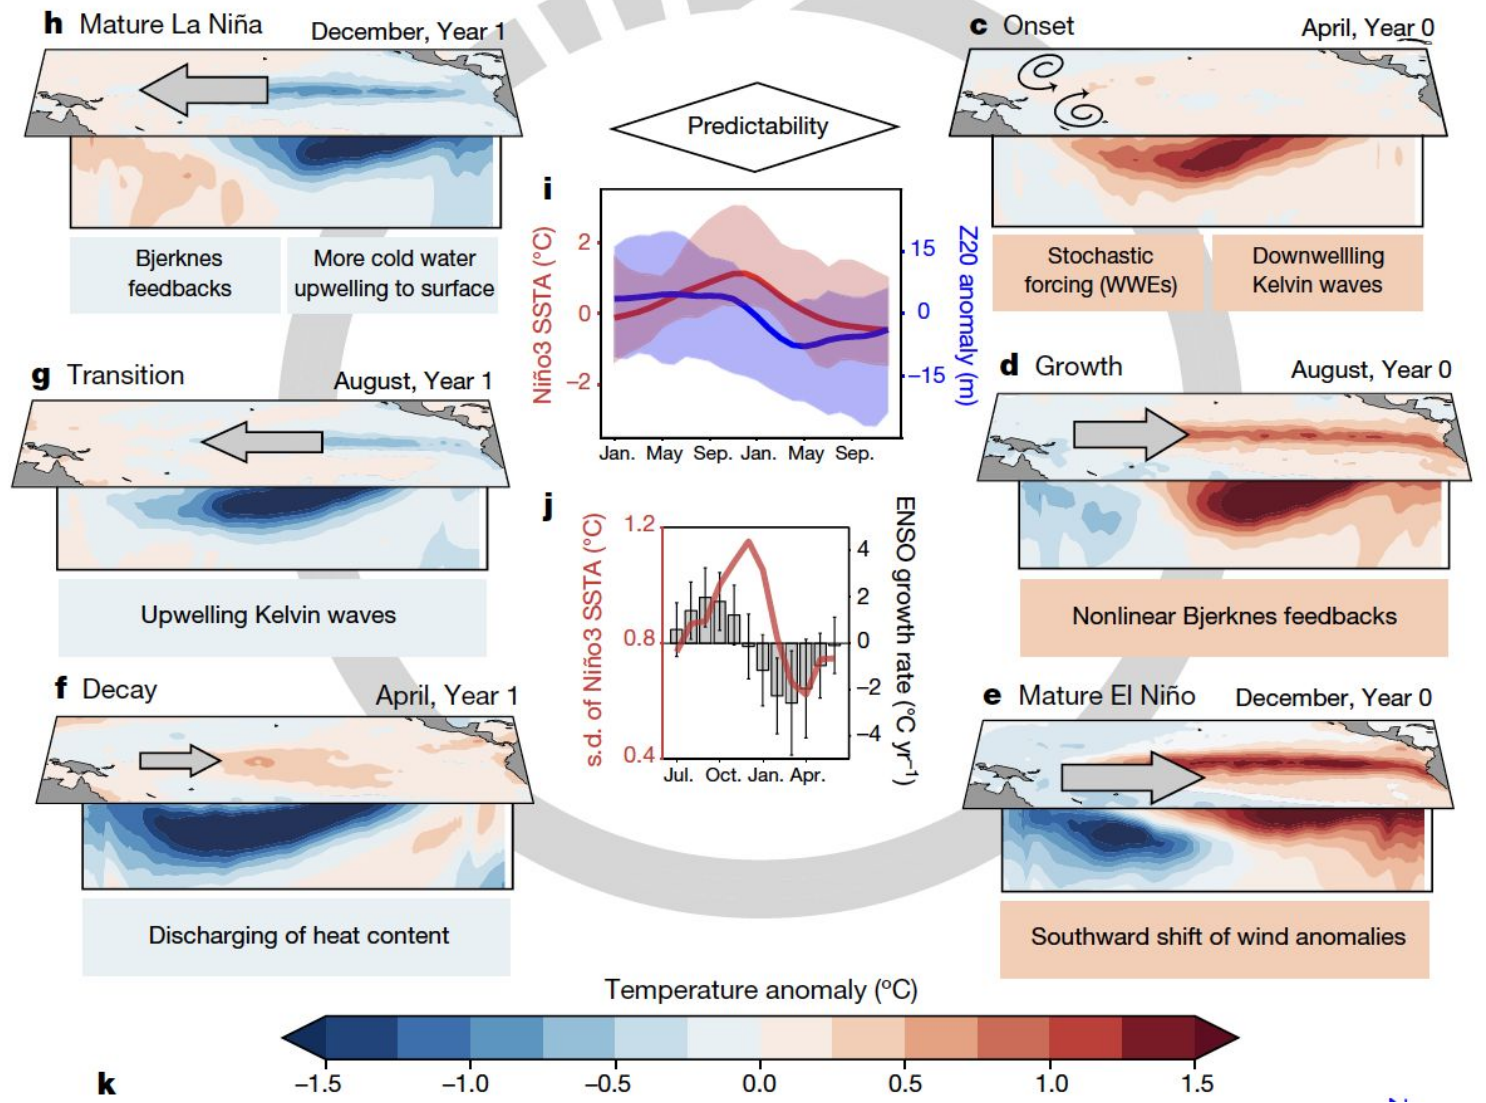 h Mature La Niña
December, Year 1
Bjerknes
feedbacks
More cold water
upwelling to surface
g Transition
August, Year 1
Upwelling Kelvin waves
f Decay
April, Year 1
Discharging of heat content
Predictability
i
Niño3 SSTA (°C)
2
0
–2
15
0
–15
Z20 anomaly (m)
Jan. May Sep. Jan. May Sep.
j
s.d. of Niño3 SSTA (°C)
1.2
0.8
0.4
4
2
0
–2
–4
ENSO growth rate (°C yr⁻¹)
Jul. Oct. Jan. Apr.
c Onset
April, Year 0
Stochastic
forcing (WWEs)
Downwellling
Kelvin waves
d Growth
August, Year 0
Nonlinear Bjerknes feedbacks
e Mature El Niño
December, Year 0
Southward shift of wind anomalies
Temperature anomaly (°C)
–1.5 –1.0 –0.5 0.0 0.5 1.0 1.5
k